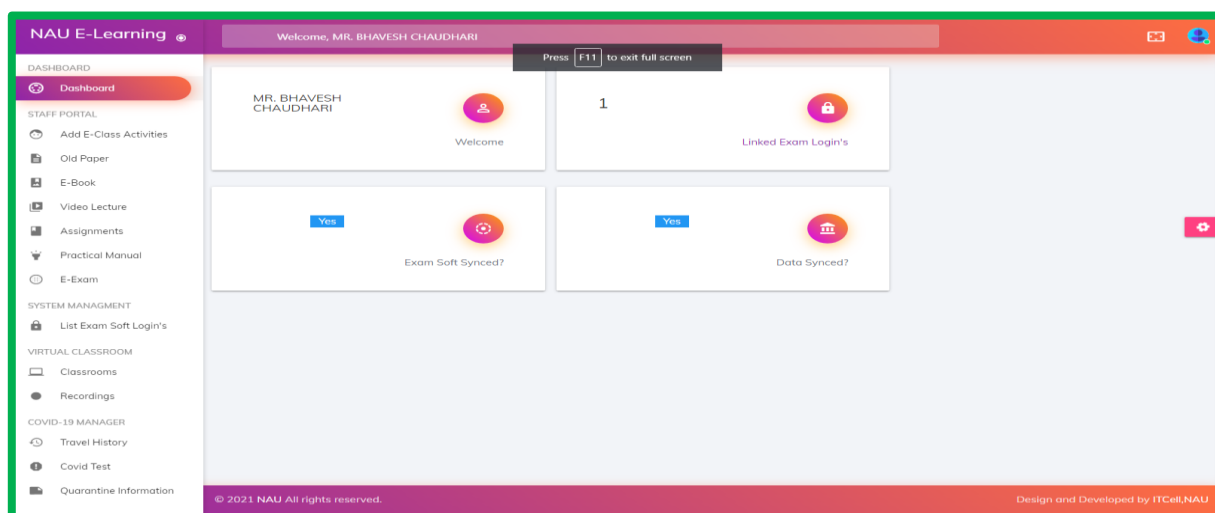 NAU E-Learning
Welcome, MR. BHAVESH CHAUDHARI
Press F11 to exit full screen
DASHBOARD
Dashboard
STAFF PORTAL
Add E-Class Activities
Old Paper
E-Book
Video Lecture
Assignments
Practical Manual
E-Exam
SYSTEM MANAGMENT
List Exam Soft Login's
VIRTUAL CLASSROOM
Classrooms
Recordings
COVID-19 MANAGER
Travel History
Covid Test
Quarantine Information
MR. BHAVESH
CHAUDHARI
Welcome
1
Linked Exam Login's
Yes
Exam Soft Synced?
Yes
Data Synced?
© 2021 NAU All rights reserved.
Design and Developed by ITCell,NAU